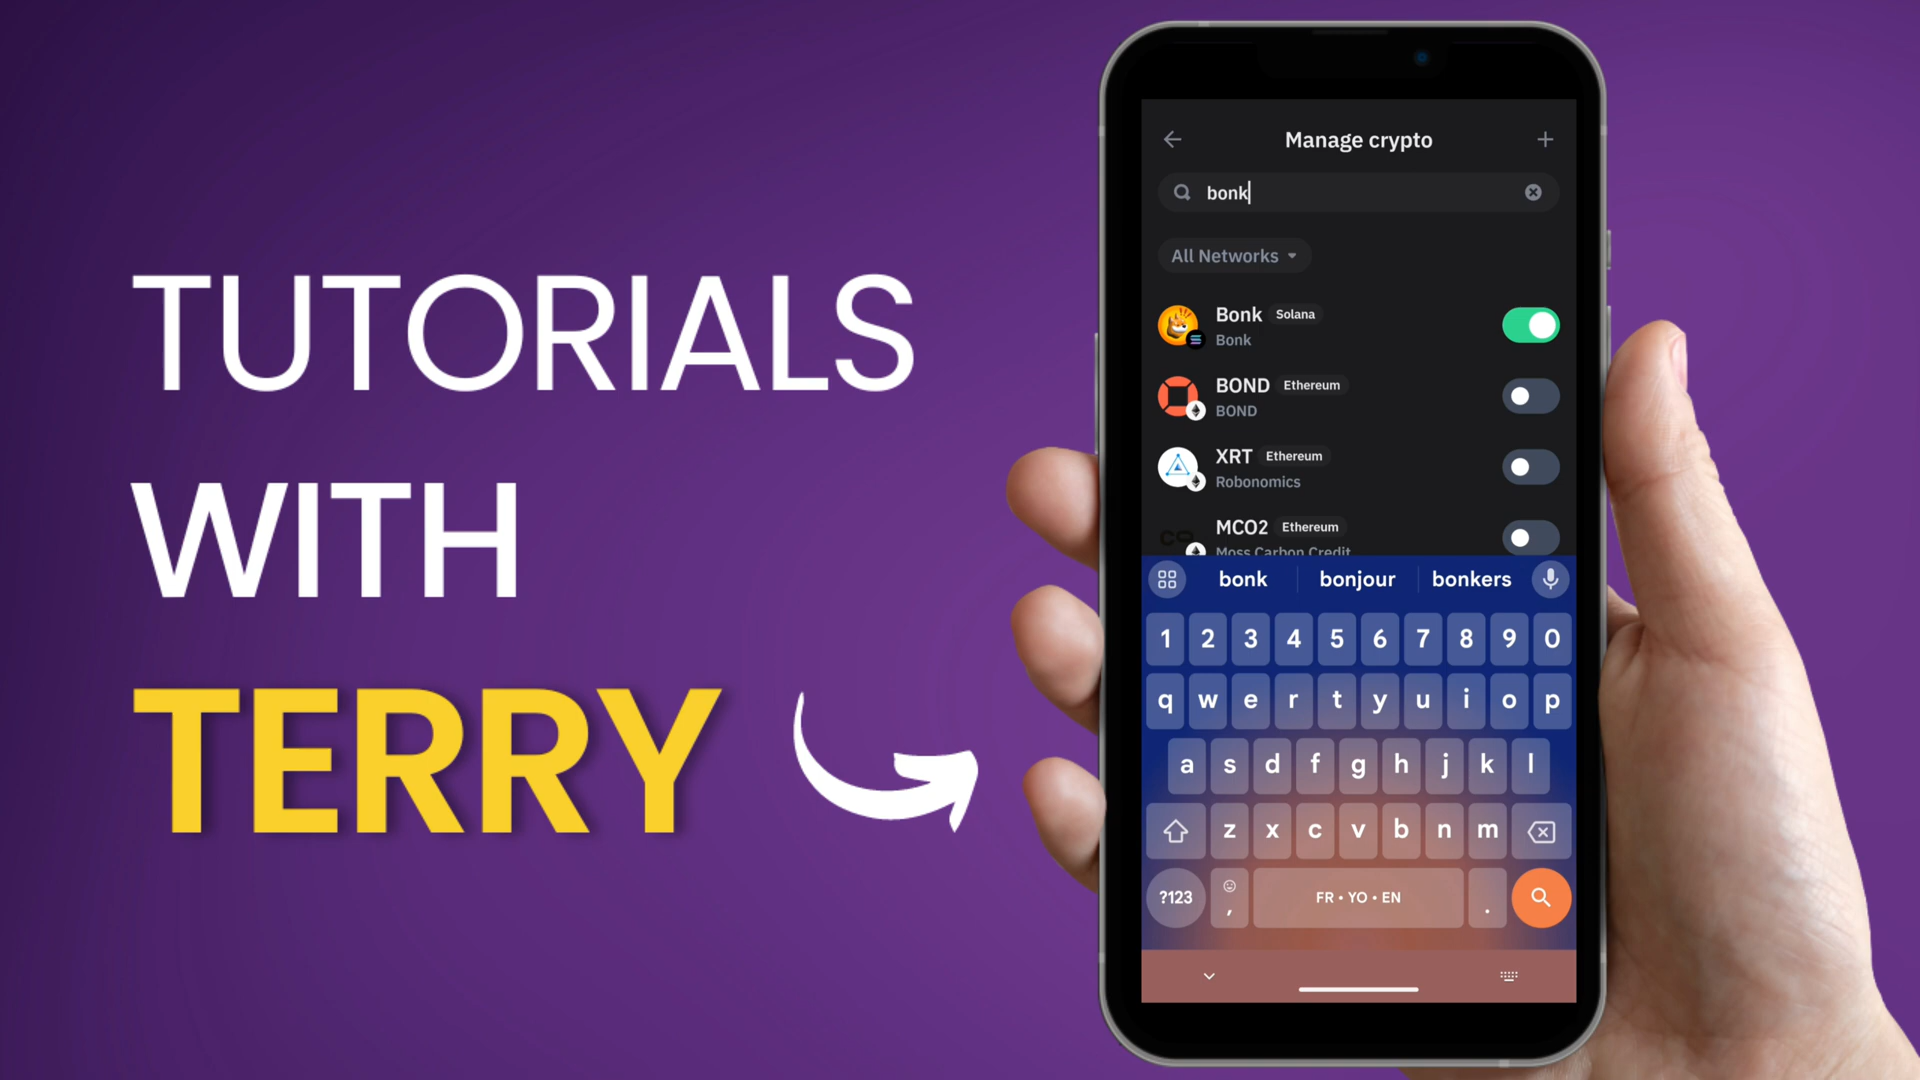 TUTORIALS
WITH
TERRY
Manage crypto
bonk
All Networks
Bonk Solana
Bonk
BOND Ethereum
BOND
XRT Ethereum
Robonomics
MCO2 Ethereum
Moss Carbon Credit
bonk bonjour bonkers
1 2 3 4 5 6 7 8 9 0
q w e r t y u i o p
a s d f g h j k l
z x c v b n m
?123 , FR • YO • EN .